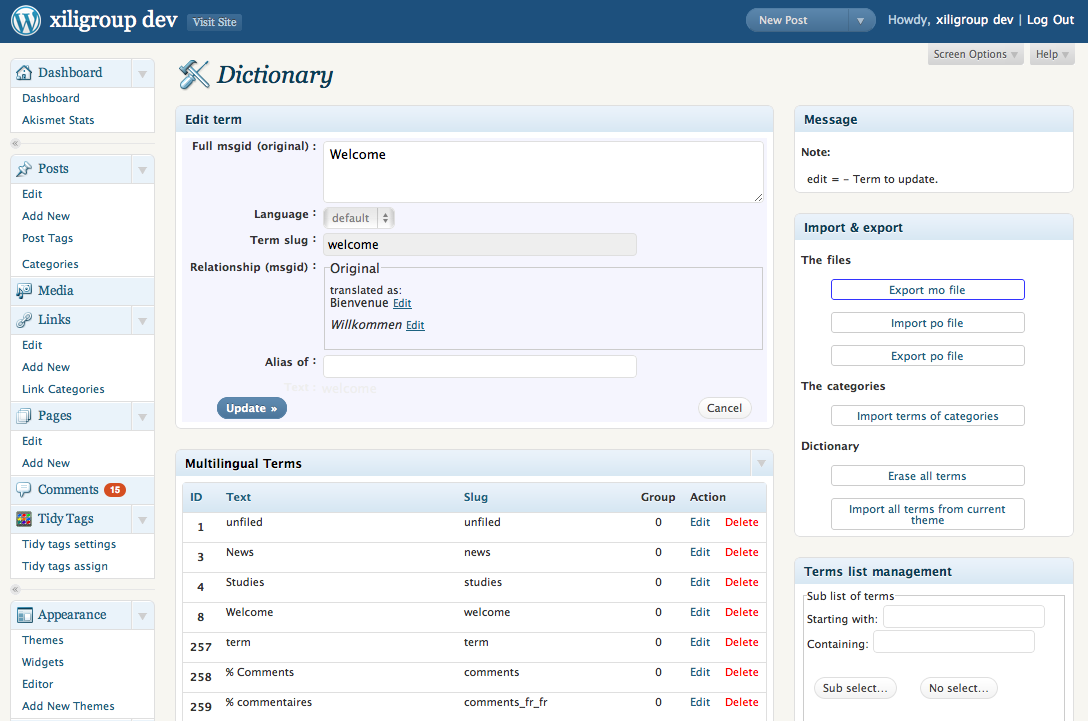 xiligroup dev Visit Site New Post Howdy, xiligroup dev | Log Out
Screen Options Help
Dashboard
Dashboard
Akismet Stats
Posts
Edit
Add New
Post Tags
Categories
Media
Links
Edit
Add New
Link Categories
Pages
Edit
Add New
Comments 15
Tidy Tags
Tidy tags settings
Tidy tags assign
Appearance
Themes
Widgets
Editor
Add New Themes
Dictionary
Edit term
Full msgid (original) : Welcome
Language : default
Term slug : welcome
Relationship (msgid) : Original
translated as:
Bienvenue Edit
Willkommen Edit
Alias of :
Text : welcome
Update » Cancel
Multilingual Terms
ID Text Slug Group Action
1 unfiled unfiled 0 Edit Delete
3 News news 0 Edit Delete
4 Studies studies 0 Edit Delete
8 Welcome welcome 0 Edit Delete
257 term term 0 Edit Delete
258 % Comments comments 0 Edit Delete
259 % commentaires comments_fr_fr 0 Edit Delete
Message
Note:
edit = – Term to update.
Import & export
The files
Export mo file
Import po file
Export po file
The categories
Import terms of categories
Dictionary
Erase all terms
Import all terms from current
theme
Terms list management
Sub list of terms
Starting with:
Containing:
Sub select... No select...